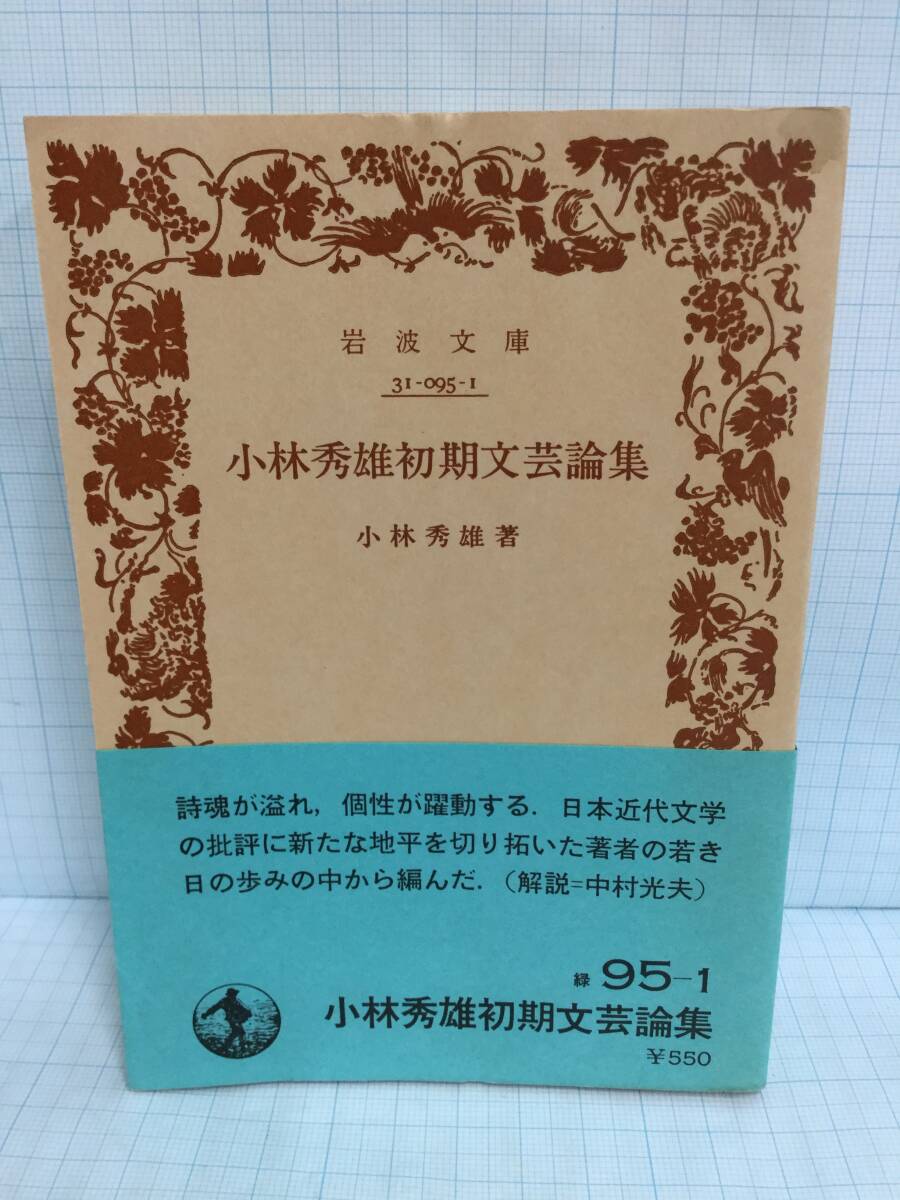 岩波文庫
31-095-1
小林秀雄初期文芸論集
小林秀雄著
詩魂が溢れ，個性が躍動する．日本近代文学
の批評に新たな地平を切り拓いた著者の若き
日の歩みの中から編んだ．（解説=中村光夫）
緑 95-1
小林秀雄初期文芸論集
￥550